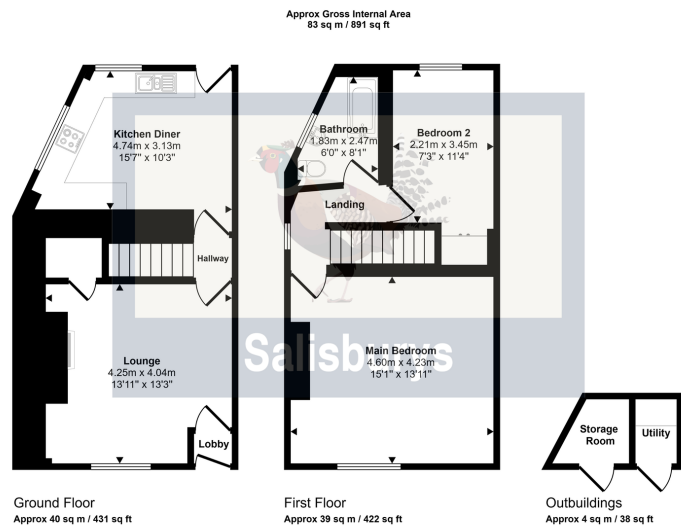 Approx Gross Internal Area
83 sq m / 891 sq ft
Kitchen Diner
4.74m x 3.13m
15'7" x 10'3"
Hallway
Lounge
4.25m x 4.04m
13'11" x 13'3"
Lobby
Bathroom
1.83m x 2.47m
6'0" x 8'1"
Bedroom 2
2.21m x 3.45m
7'3" x 11'4"
Landing
Main Bedroom
4.60m x 4.23m
15'1" x 13'11"
Salisburys
Storage
Room
Utility
Ground Floor
Approx 40 sq m / 431 sq ft
First Floor
Approx 39 sq m / 422 sq ft
Outbuildings
Approx 4 sq m / 38 sq ft